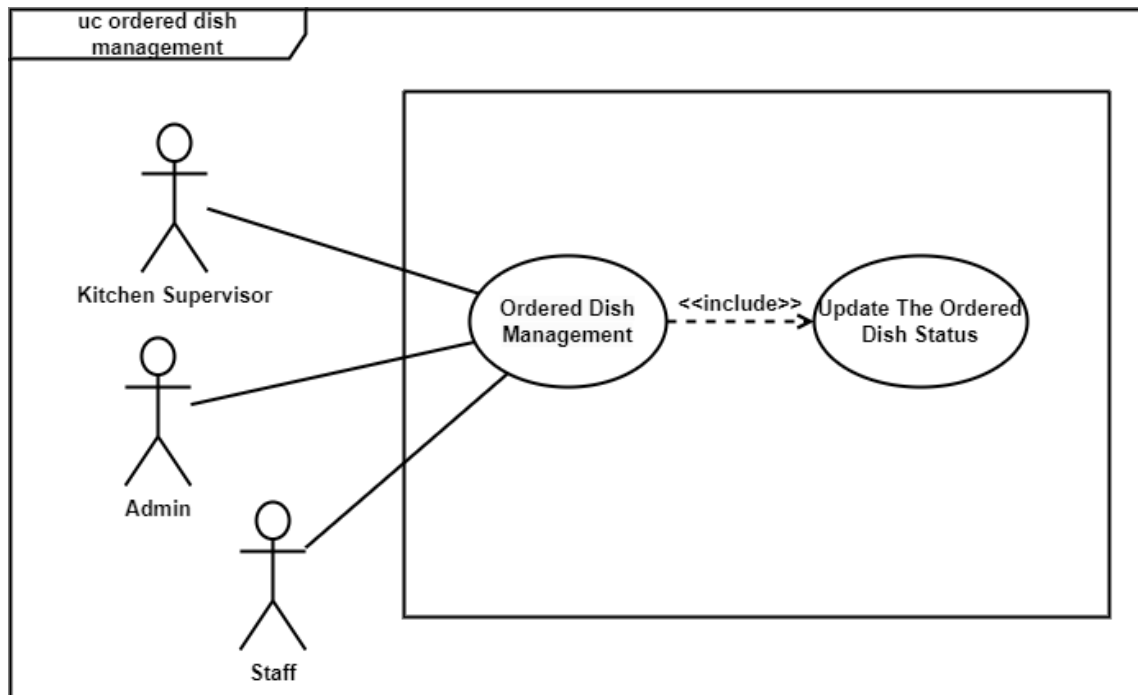 uc ordered dish
management
Kitchen Supervisor
Ordered Dish
Management
<<include>>
Update The Ordered
Dish Status
Admin
Staff